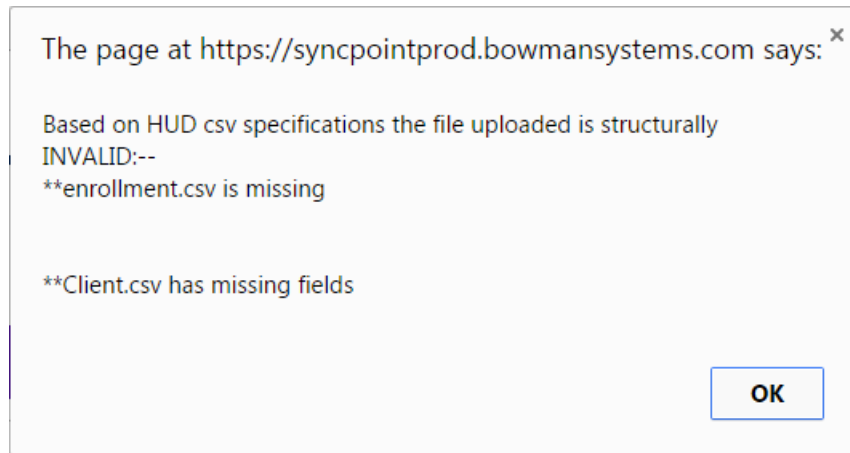 The page at https://syncpointprod.bowmansystems.com says:
×
Based on HUD csv specifications the file uploaded is structurally
INVALID:--
**enrollment.csv is missing
**Client.csv has missing fields
OK